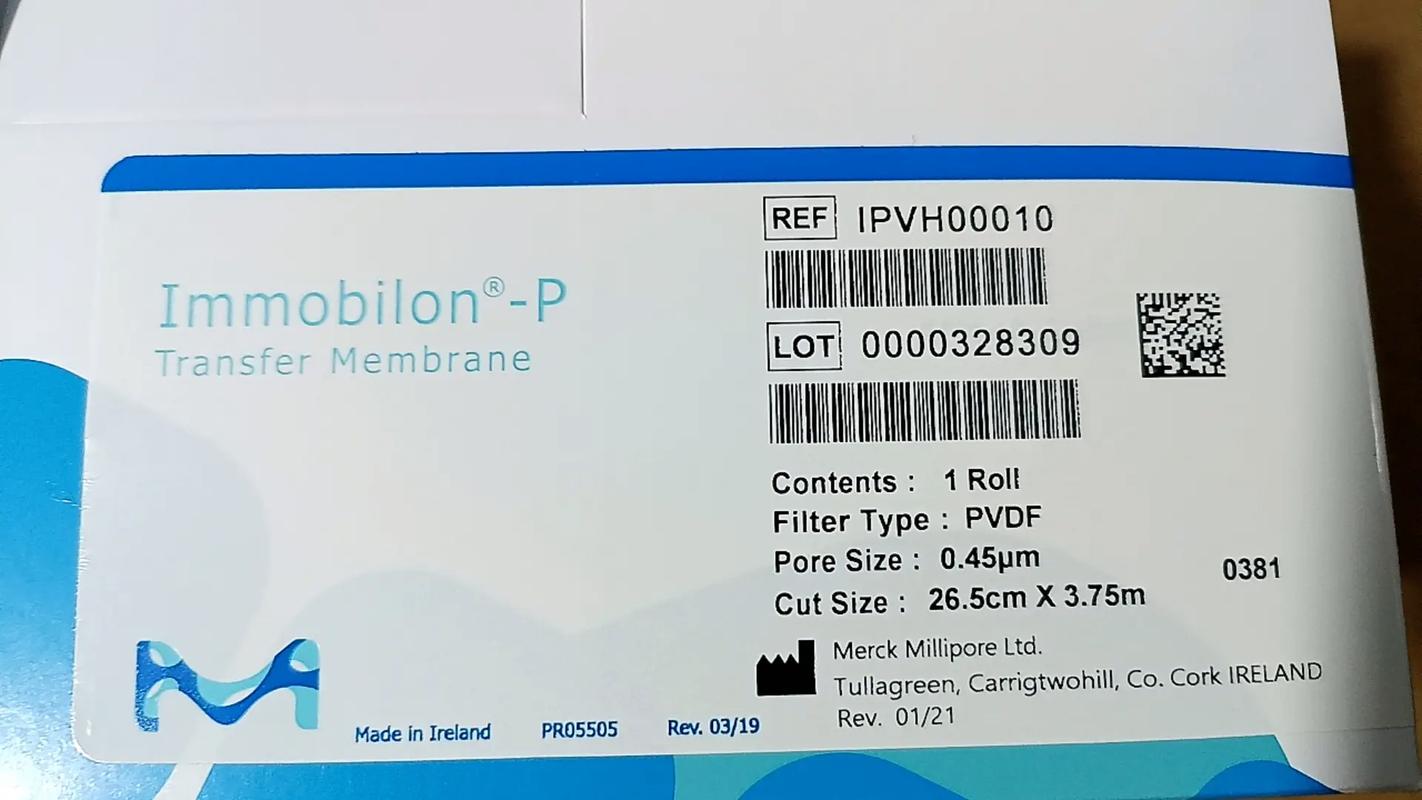 Immobilon®-P
Transfer Membrane
REF IPVH00010
LOT 0000328309
Contents : 1 Roll
Filter Type : PVDF
Pore Size : 0.45µm
Cut Size : 26.5cm X 3.75m
0381
Merck Millipore Ltd.
Tullagreen, Carrigtwohill, Co. Cork IRELAND
Rev. 01/21
Made in Ireland PR05505 Rev. 03/19